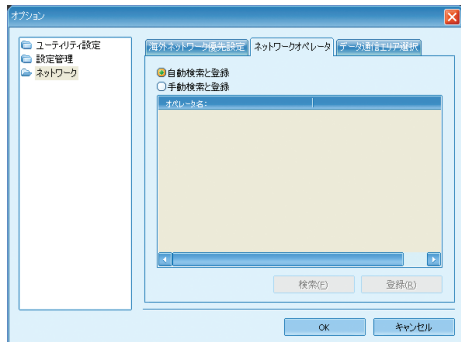 オプション
ユーティリティ設定
設定管理
ネットワーク
海外ネットワーク優先設定 ネットワークオペレータ データ通信エリア選択
自動検索と登録
手動検索と登録
オペレータ名:
検索(F) 登録(R)
OK キャンセル